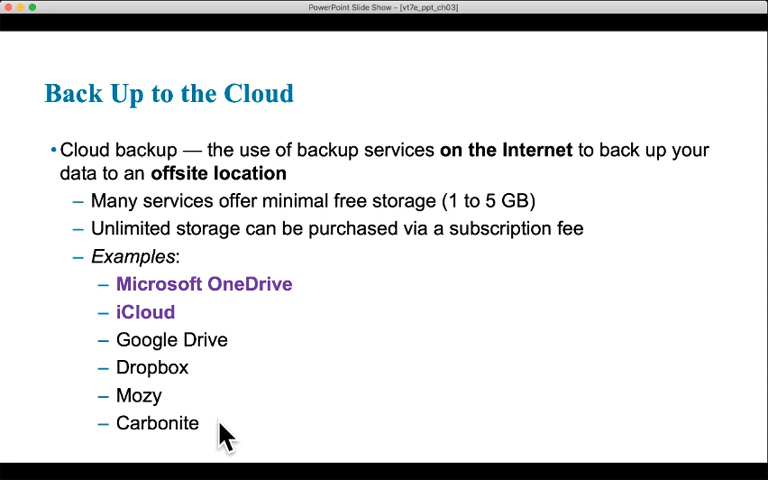 PowerPoint Slide Show - [vt7e_ppt_ch03]
Back Up to the Cloud
• Cloud backup — the use of backup services on the Internet to back up your
data to an offsite location
– Many services offer minimal free storage (1 to 5 GB)
– Unlimited storage can be purchased via a subscription fee
– Examples:
– Microsoft OneDrive
– iCloud
– Google Drive
– Dropbox
– Mozy
– Carbonite